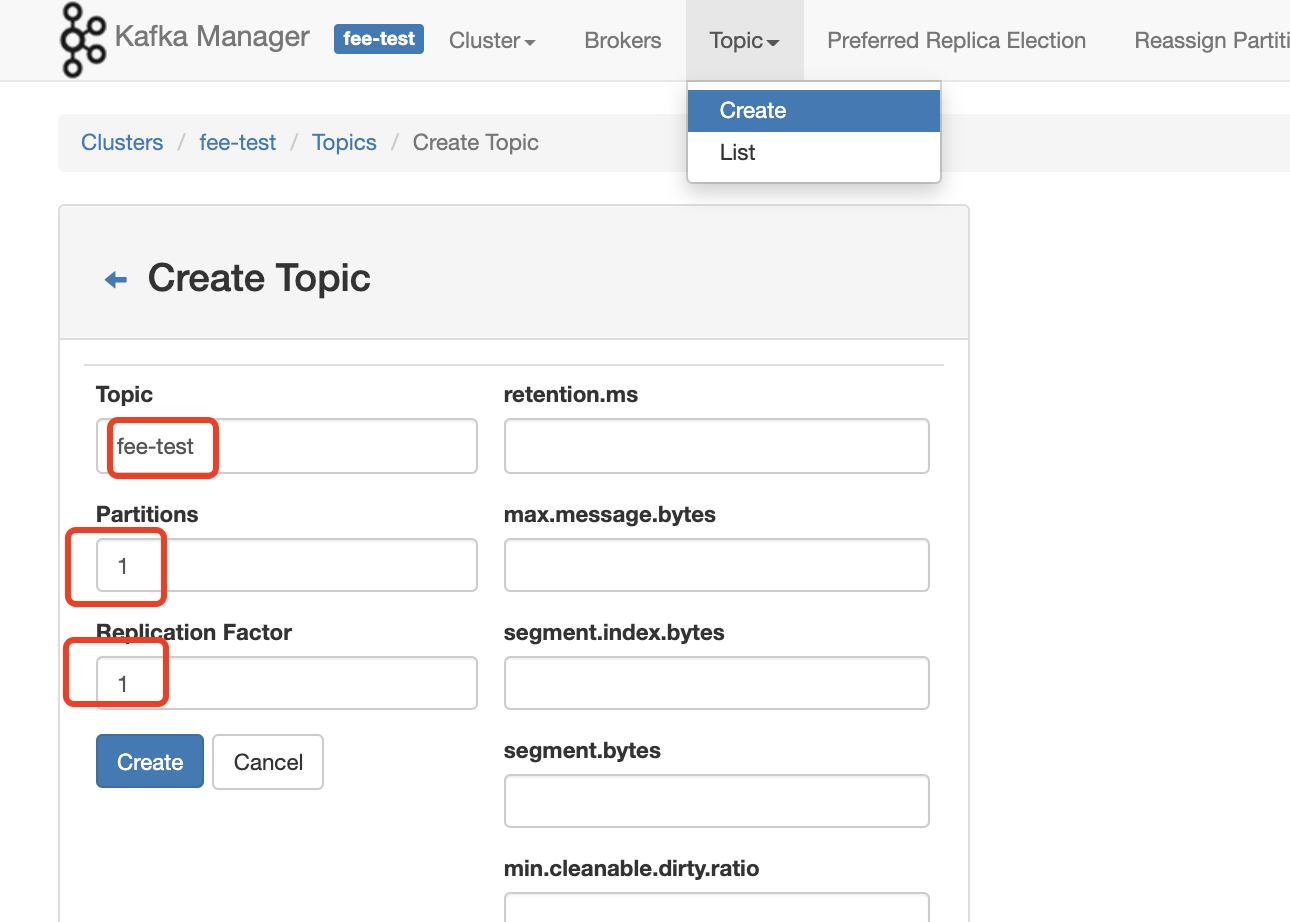 Kafka Manager fee-test Cluster Brokers Topic Preferred Replica Election Reassign Partiti
Create
List
Clusters / fee-test / Topics / Create Topic
Create Topic
Topic retention.ms
fee-test
Partitions max.message.bytes
1
Replication Factor segment.index.bytes
1
segment.bytes
Create Cancel
min.cleanable.dirty.ratio